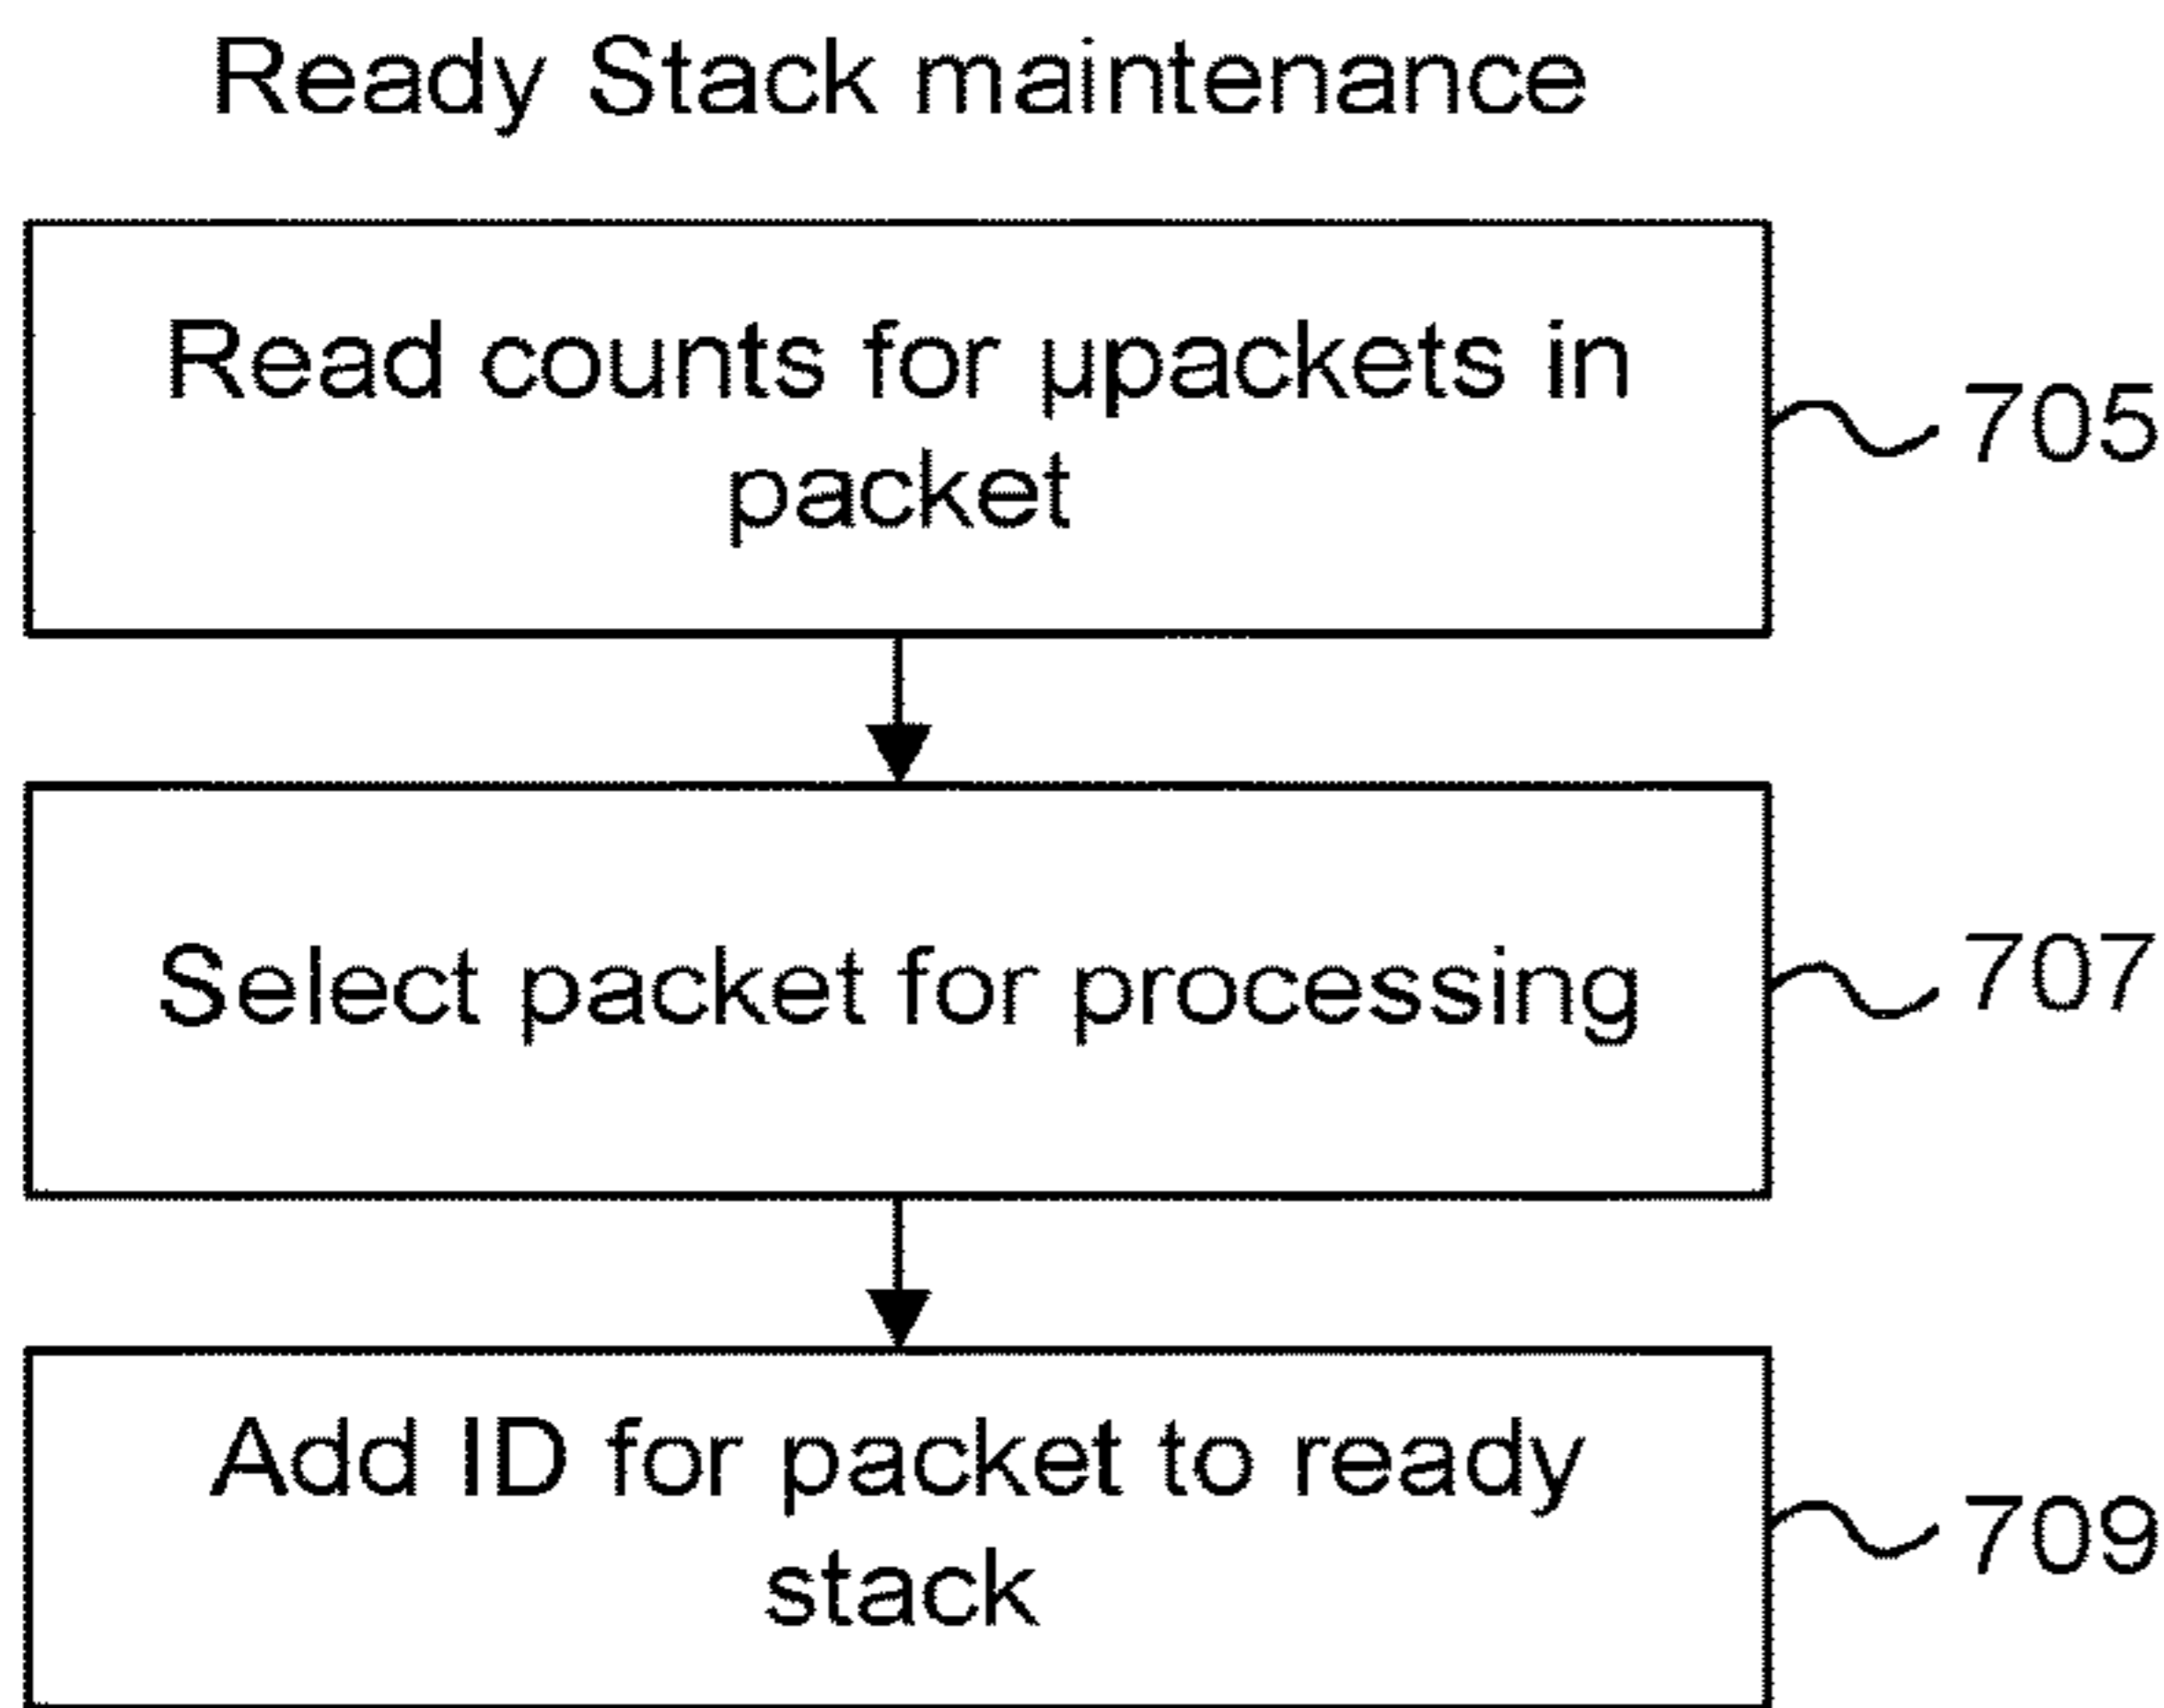 Ready Stack maintenance
Read counts for µpackets in
packet
705
Select packet for processing
707
Add ID for packet to ready
stack
709